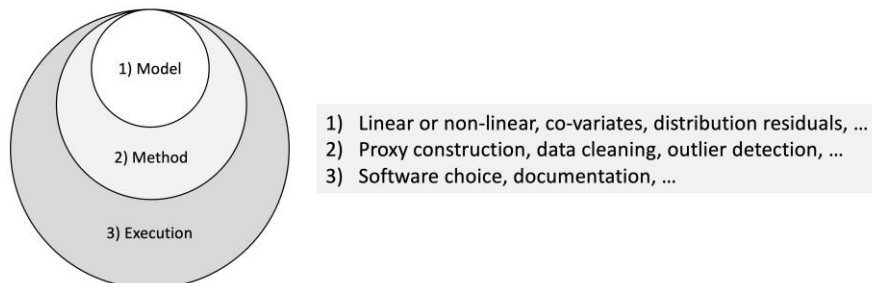 1) Model
2) Method
3) Execution
1) Linear or non-linear, co-variates, distribution residuals, ...
2) Proxy construction, data cleaning, outlier detection, ...
3) Software choice, documentation, ...